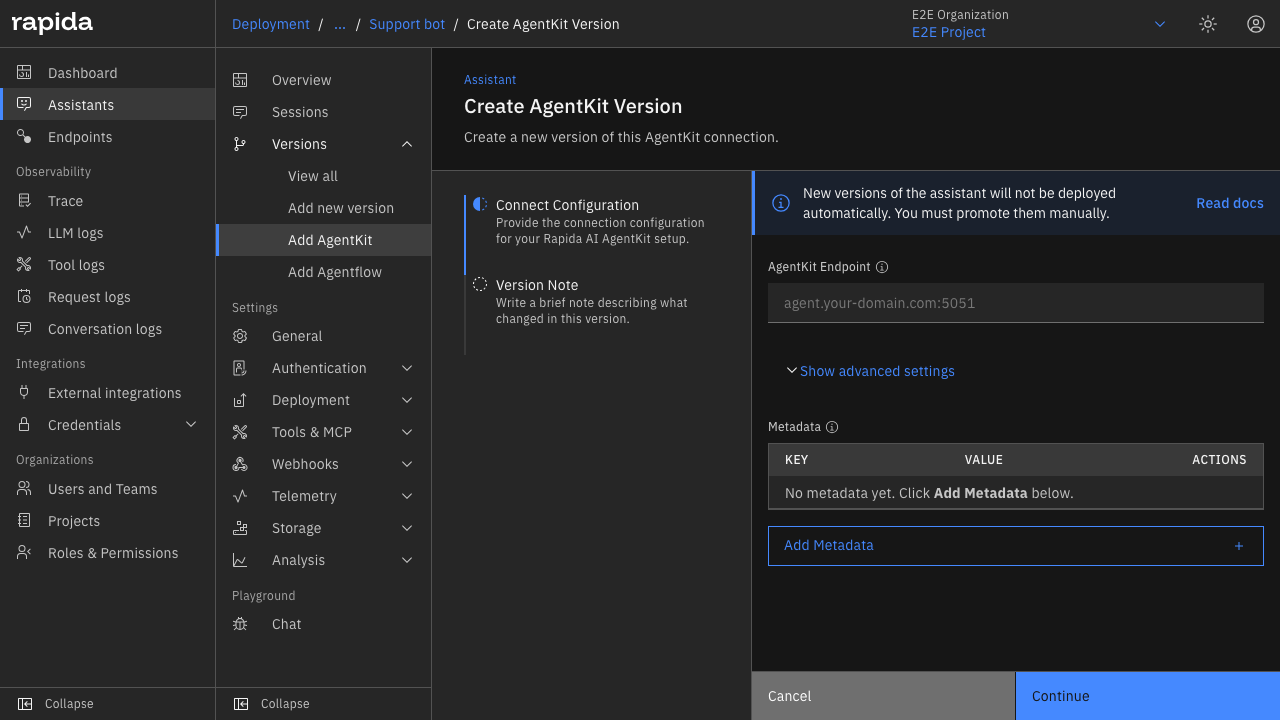 rapida
Deployment / ... / Support bot / Create AgentKit Version
E2E Organization
E2E Project
Dashboard
Assistants
Endpoints
Observability
Trace
LLM logs
Tool logs
Request logs
Conversation logs
Integrations
External integrations
Credentials
Organizations
Users and Teams
Projects
Roles & Permissions
Collapse
Overview
Sessions
Versions
View all
Add new version
Add AgentKit
Add Agentflow
Settings
General
Authentication
Deployment
Tools & MCP
Webhooks
Telemetry
Storage
Analysis
Playground
Chat
Collapse
Assistant
Create AgentKit Version
Create a new version of this AgentKit connection.
Connect Configuration
Provide the connection configuration
for your Rapida AI AgentKit setup.
Version Note
Write a brief note describing what
changed in this version.
New versions of the assistant will not be deployed
automatically. You must promote them manually.
Read docs
AgentKit Endpoint
agent.your-domain.com:5051
Show advanced settings
Metadata
KEY VALUE ACTIONS
No metadata yet. Click Add Metadata below.
Add Metadata +
Cancel
Continue